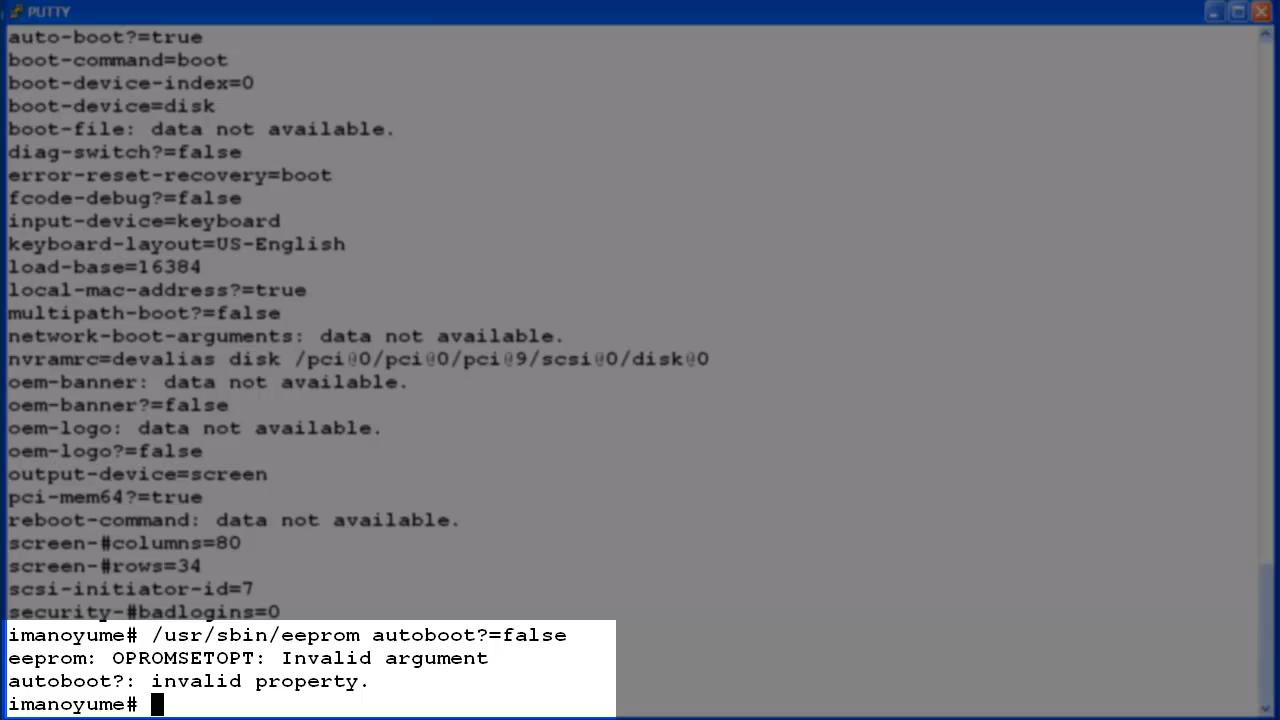 PUTTY
auto-boot?=true
boot-command=boot
boot-device-index=0
boot-device=disk
boot-file: data not available.
diag-switch?=false
error-reset-recovery=boot
fcode-debug?=false
input-device=keyboard
keyboard-layout=US-English
load-base=16384
local-mac-address?=true
multipath-boot?=false
network-boot-arguments: data not available.
nvramrc=devalias disk /pci@0/pci@0/pci@9/scsi@0/disk@0
oem-banner: data not available.
oem-banner?=false
oem-logo: data not available.
oem-logo?=false
output-device=screen
pci-mem64?=true
reboot-command: data not available.
screen-#columns=80
screen-#rows=34
scsi-initiator-id=7
security-#badlogins=0
imanoyume# /usr/sbin/eeprom autoboot?=false
eeprom: OPROMSETOPT: Invalid argument
autoboot?: invalid property.
imanoyume#